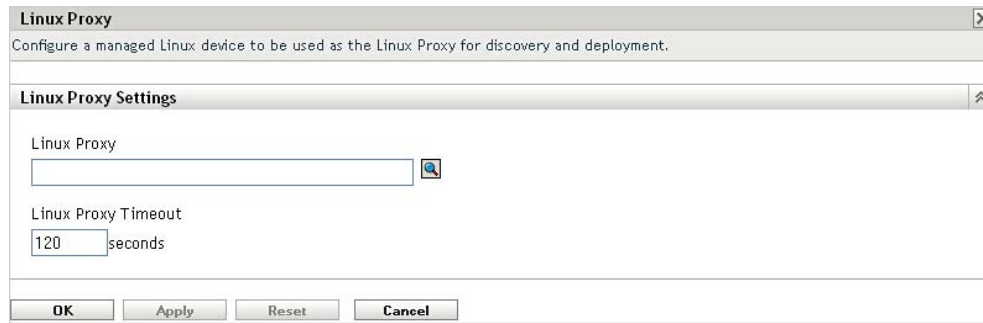 Linux Proxy
Configure a managed Linux device to be used as the Linux Proxy for discovery and deployment.
Linux Proxy Settings
Linux Proxy
Linux Proxy Timeout
120 seconds
OK Apply Reset Cancel